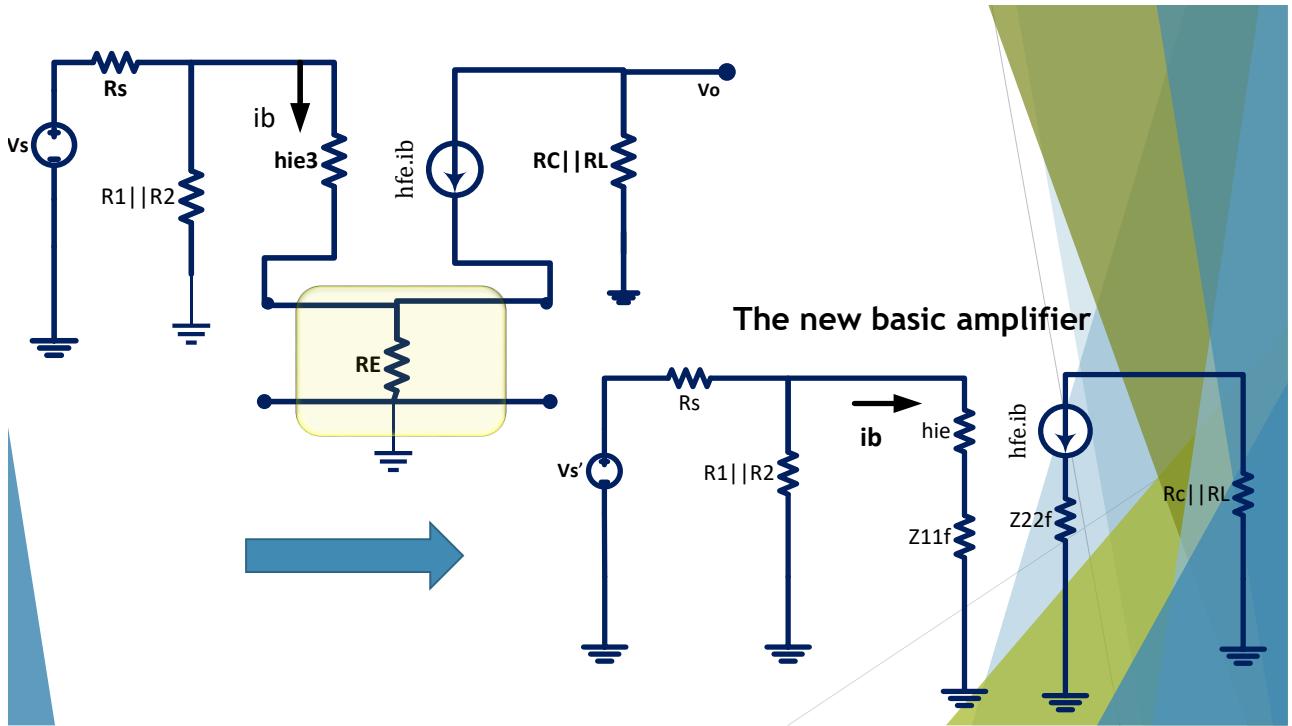 Rs
ib
Vs
hie3
R1||R2
hfe.ib
RC||RL
Vo
RE
The new basic amplifier
Rs
ib
hie
hfe.ib
Vs’
R1||R2
Z11f
Z22f
Rc||RL